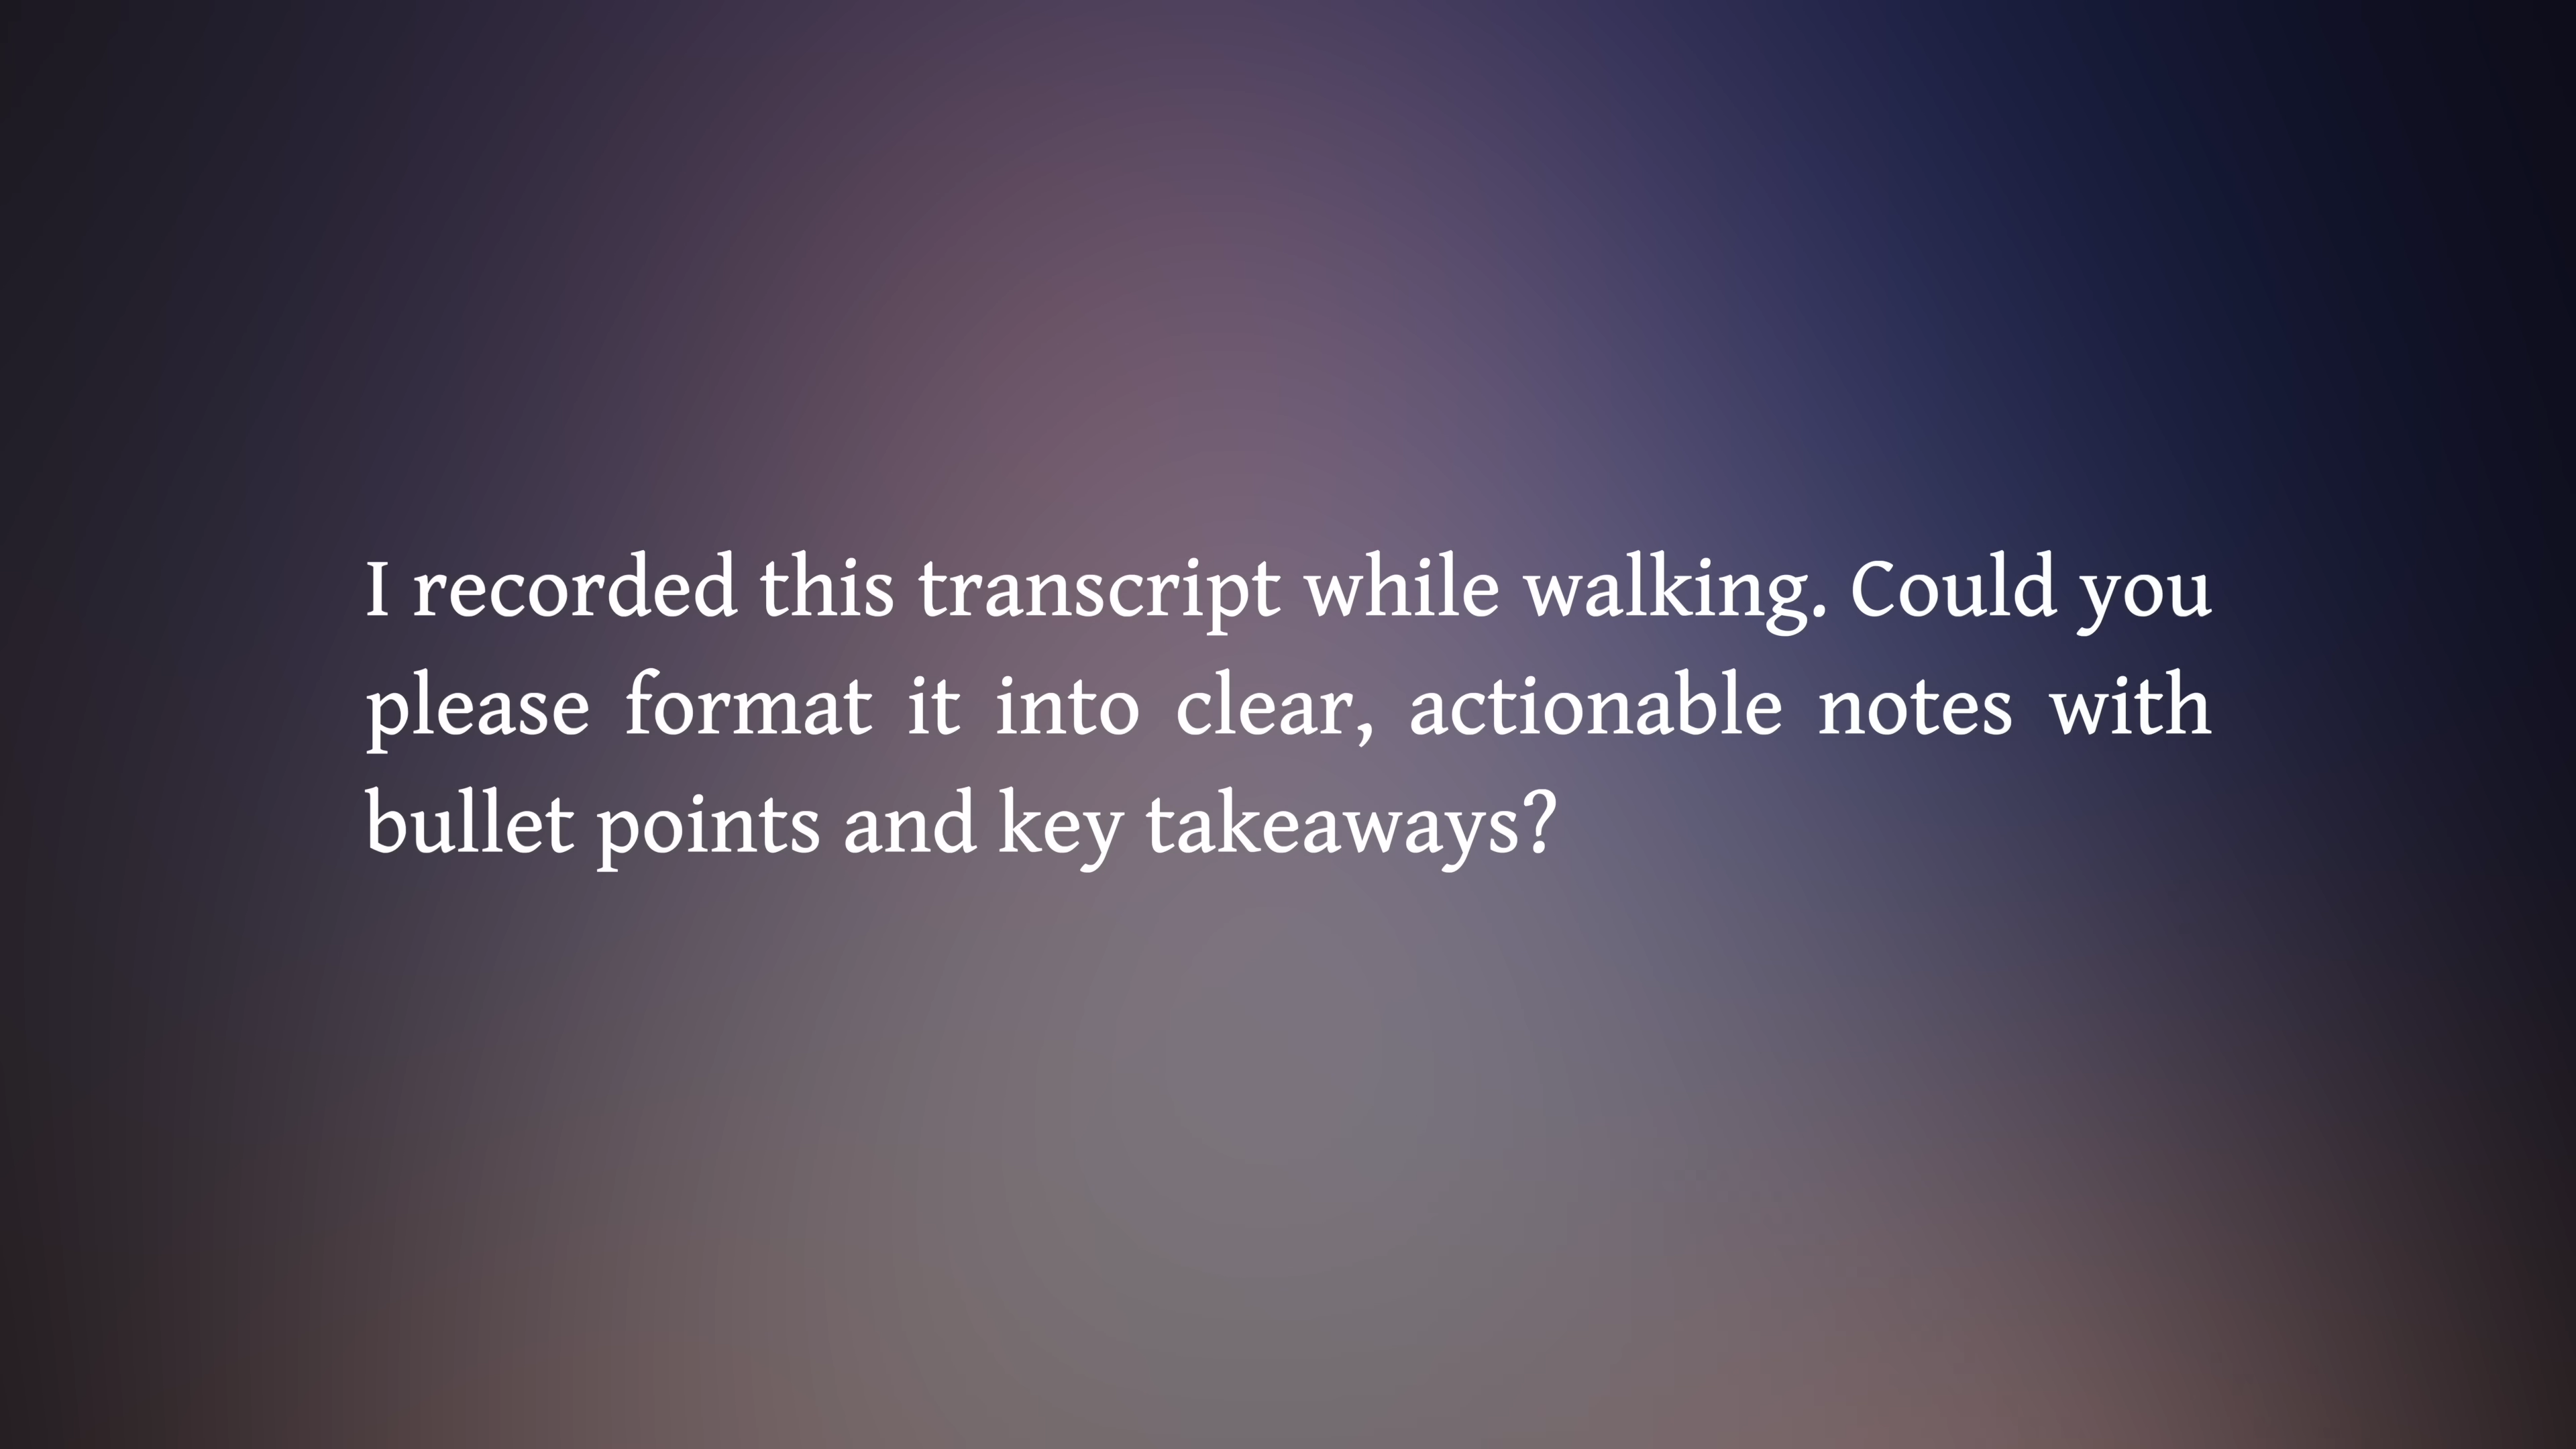 I recorded this transcript while walking. Could you
please format it into clear, actionable notes with
bullet points and key takeaways?